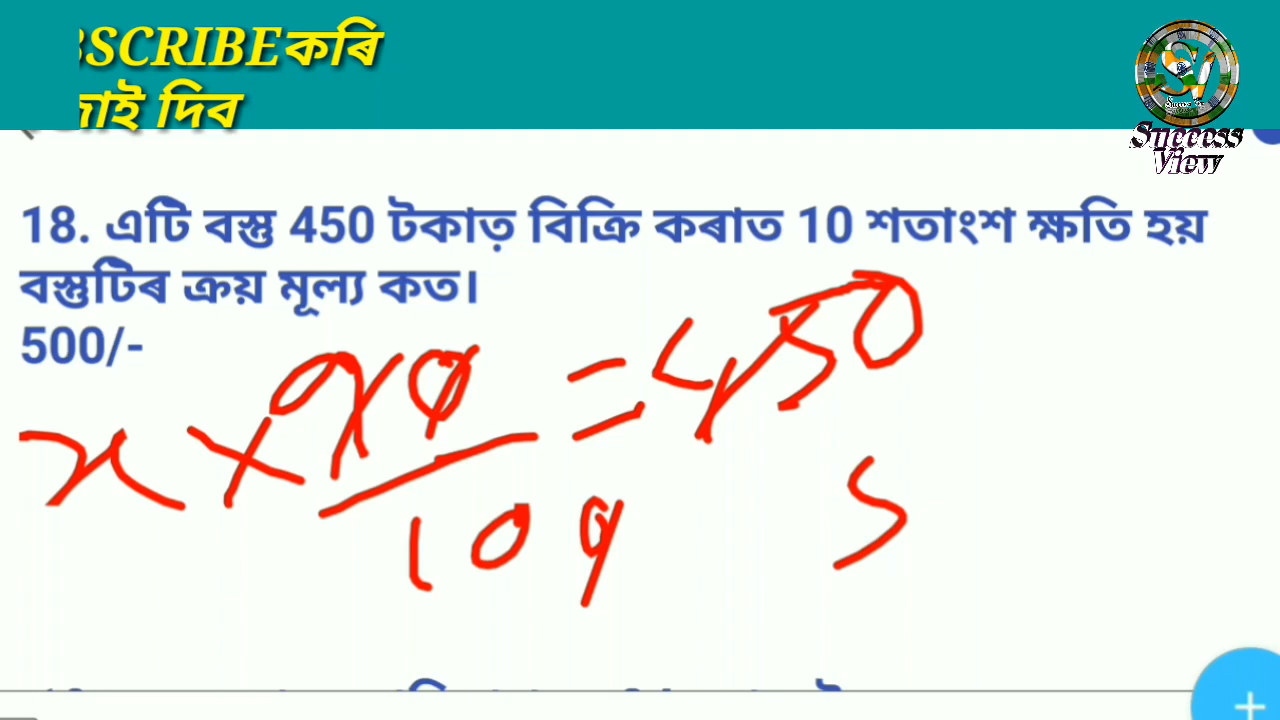 SCRIBEকৰি
দিব
Success
View
18. এটি বস্তু 450 টকাত় বিক্ৰি কৰাত 10 শতাংশ ক্ষতি হয়
বস্তুটিৰ ক্ৰয় মূল্য কত।
500/-
x × 90/100 = 450
5